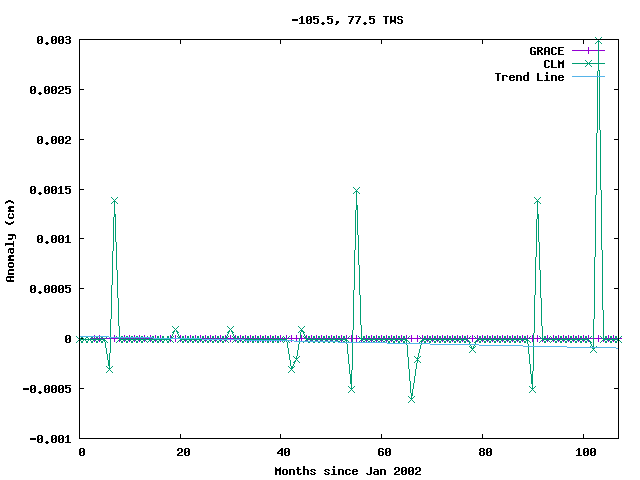 -105.5, 77.5 TWS
0.003
0.0025
0.002
0.0015
0.001
0.0005
0
-0.0005
-0.001
Anomaly (cm)
GRACE
CLM
Trend Line
0 20 40 60 80 100
Months since Jan 2002